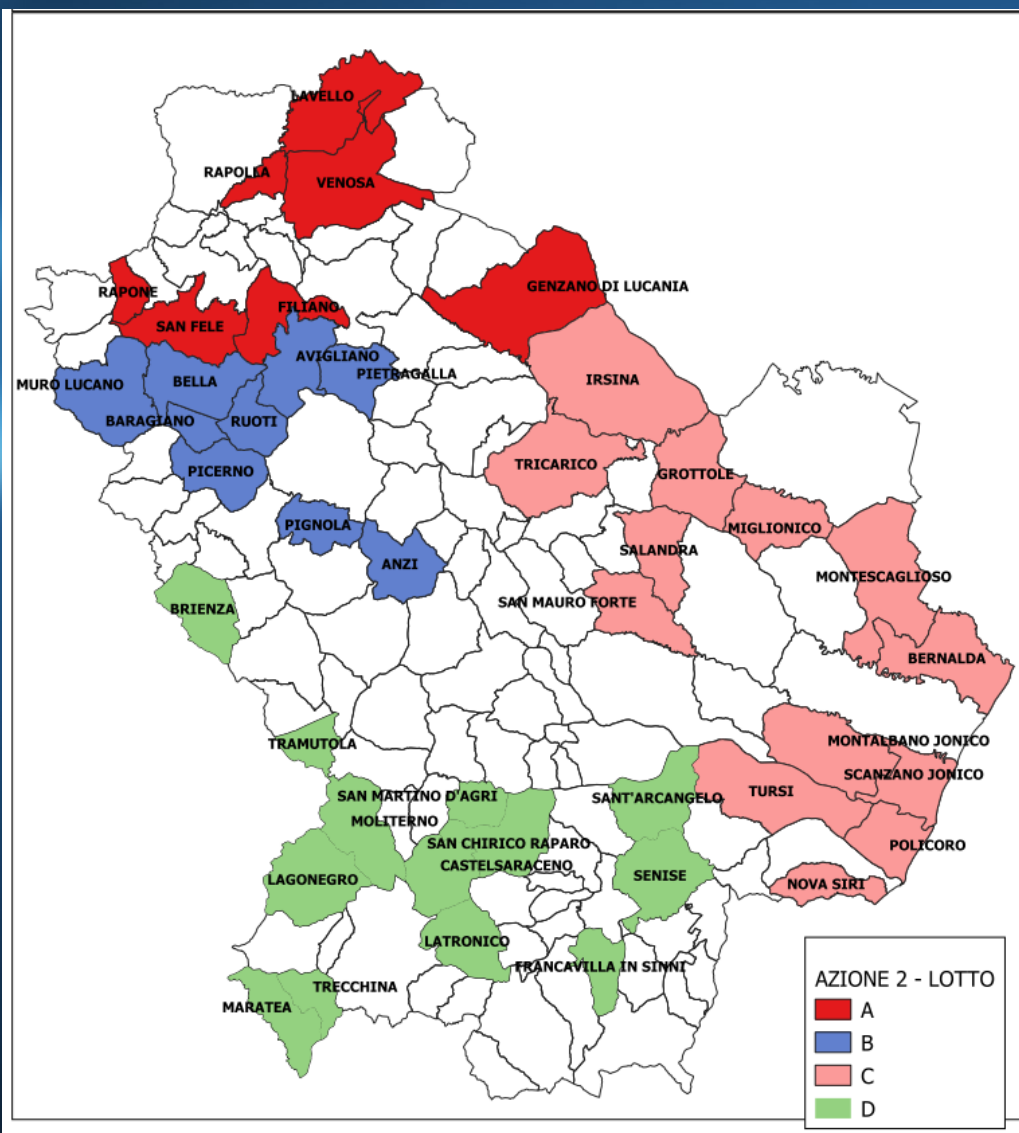 LAVELLO
RAPOLLA
VENOSA
GENZANO DI LUCANIA
RAPONE
FILIANO
SAN FELE
AVIGLIANO
PIETRAGALLA
MURO LUCANO
BELLA
IRSINA
BARAGIANO
RUOTI
TRICARICO
PICERNO
GROTTOLE
PIGNOLA
MIGLIONICO
SALANDRA
ANZI
MONTESCAGLIOSO
SAN MAURO FORTE
BRIENZA
BERNALDA
TRAMUTOLA
MONTALBANO JONICO
SCANZANO JONICO
SAN MARTINO D'AGRI
SANT'ARCANGELO
TURSI
MOLITERNO
SAN CHIRICO RAPARO
POLICORO
CASTELSARACENO
LAGONEGRO
SENISE
NOVA SIRI
LATRONICO
FRANCAVILLA IN SINNI
TRECCHINA
MARATEA
AZIONE 2 - LOTTO
A
B
C
D